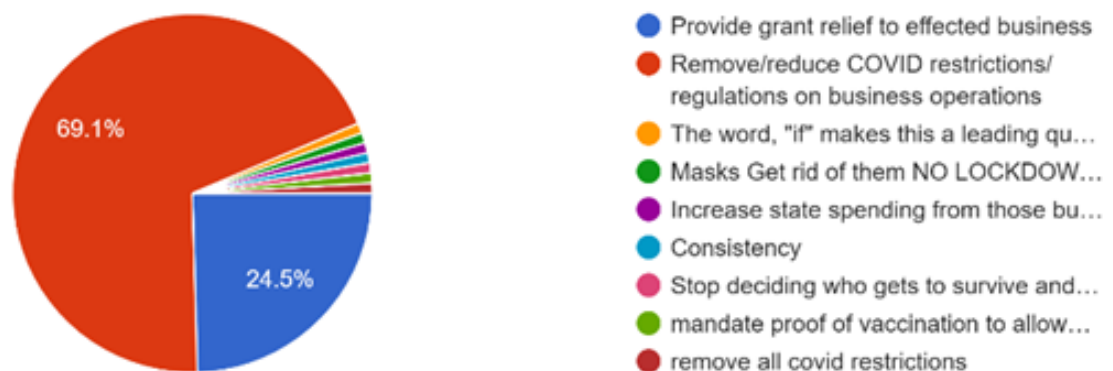 69.1%
24.5%
Provide grant relief to effected business
Remove/reduce COVID restrictions/
regulations on business operations
The word, "if" makes this a leading qu…
Masks Get rid of them NO LOCKDOW…
Increase state spending from those bu…
Consistency
Stop deciding who gets to survive and…
mandate proof of vaccination to allow…
remove all covid restrictions